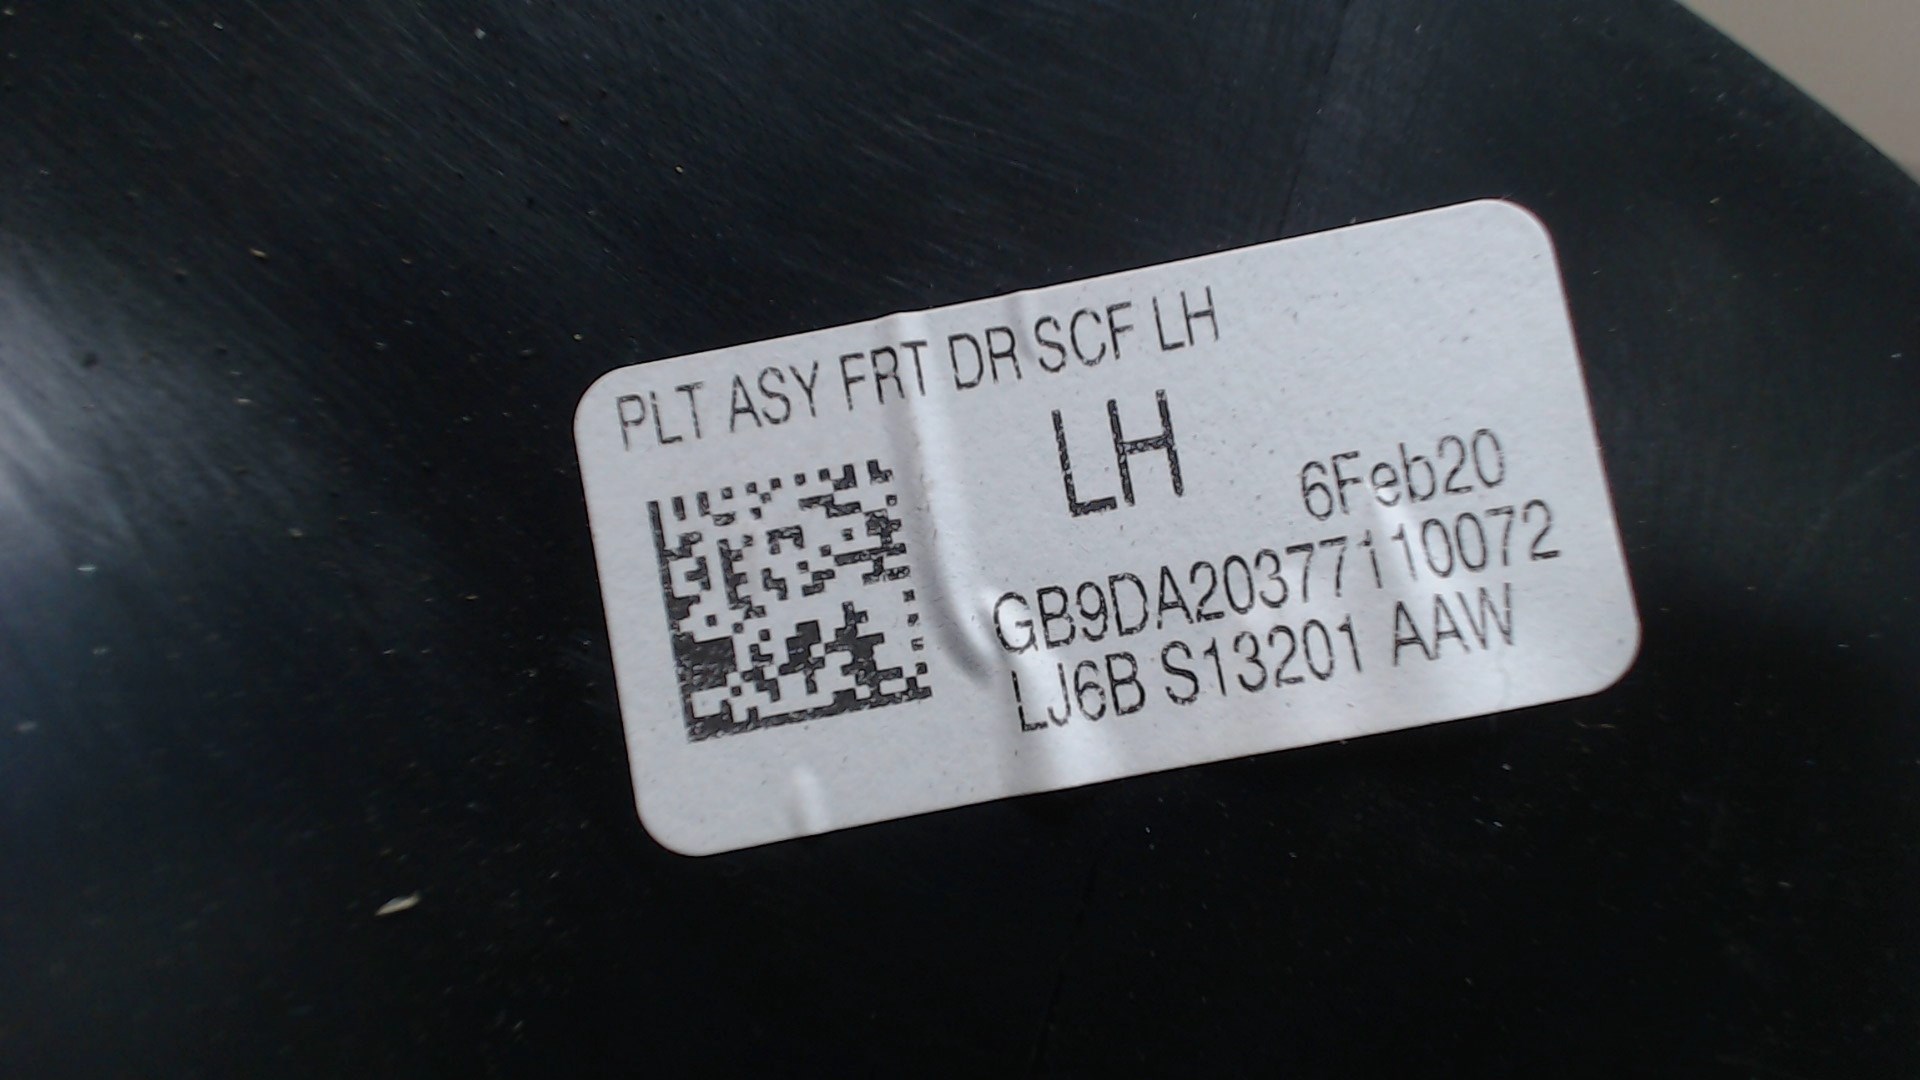 PLT ASY FRT DR SCF LH
LH
6Feb20
GB9DA20377110072
LJ6B S13201 AAW